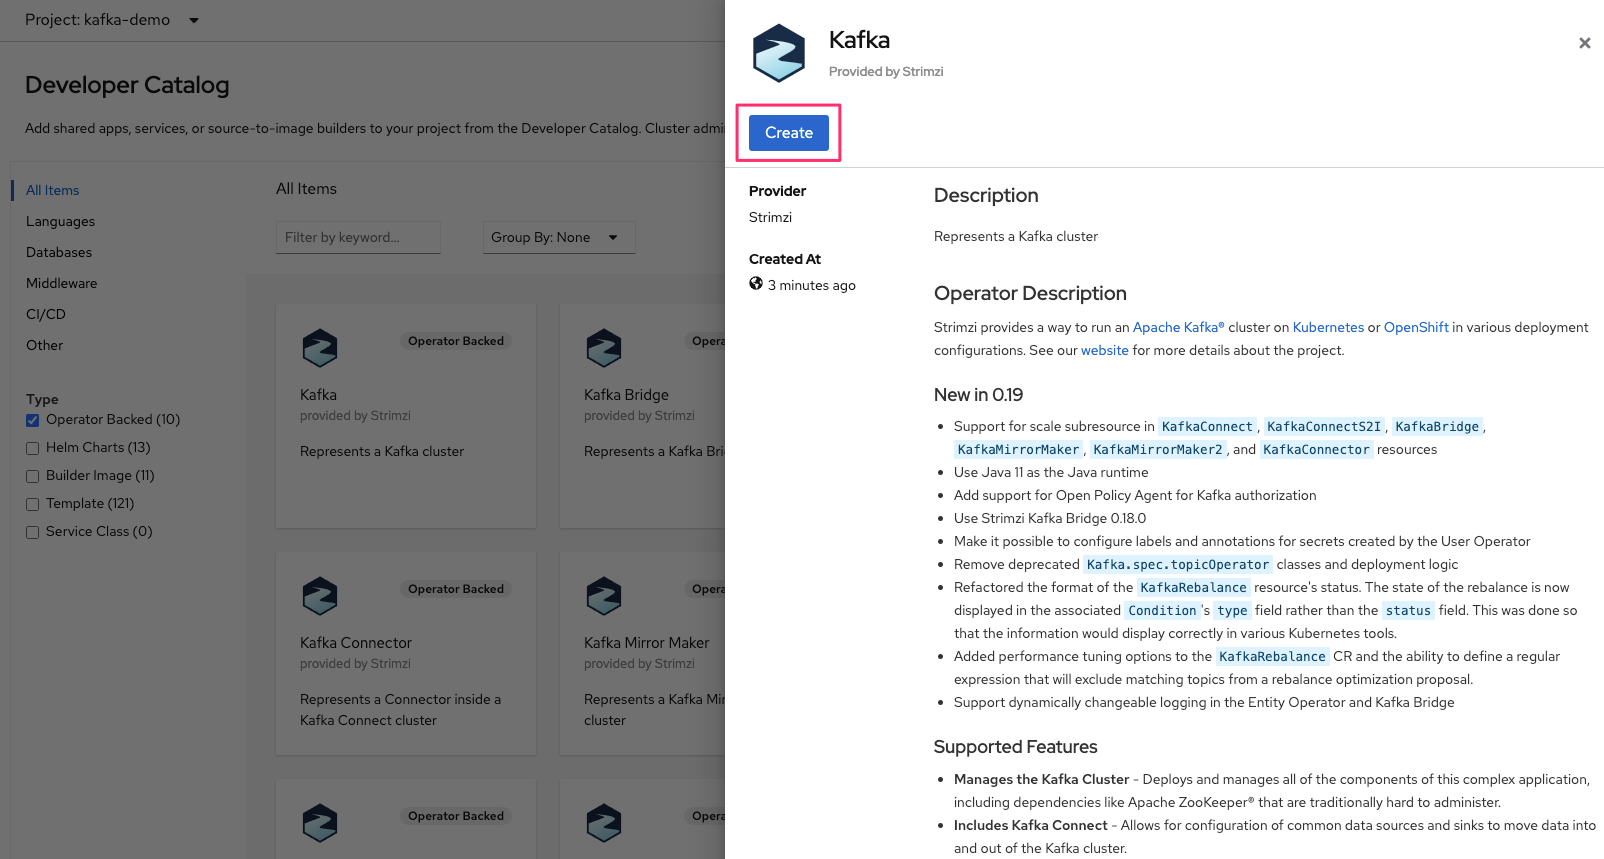 Project: kafka-demo
Developer Catalog
Add shared apps, services, or source-to-image builders to your project from the Developer Catalog. Cluster
All Items
Languages
Databases
Middleware
CI/CD
Other
Type
Operator Backed (10)
Helm Charts (13)
Builder Image (11)
Template (121)
Service Class (0)
All Items
Filter by keyword...
Group By: None
Operator Backed
Kafka
provided by Strimzi
Represents a Kafka cluster
Kafka Bridge
provided by Strimzi
Represents a Kafka
Operator Backed
Kafka Connector
provided by Strimzi
Represents a Connector inside a
Kafka Connect cluster
Kafka Mirror Maker
provided by Strimzi
Represents a Kafka
cluster
Operator Backed
Kafka
Provided by Strimzi
Create
Provider
Strimzi
Created At
3 minutes ago
Description
Represents a Kafka cluster
Operator Description
Strimzi provides a way to run an Apache Kafka® cluster on Kubernetes or OpenShift in various deployment
configurations. See our website for more details about the project.
New in 0.19
Support for scale subresource in KafkaConnect, KafkaConnectS2I, KafkaBridge,
KafkaMirrorMaker, KafkaMirrorMaker2, and KafkaConnector resources
Use Java 11 as the Java runtime
Add support for Open Policy Agent for Kafka authorization
Use Strimzi Kafka Bridge 0.18.0
Make it possible to configure labels and annotations for secrets created by the User Operator
Remove deprecated Kafka.spec.topicOperator classes and deployment logic
Refactored the format of the KafkaRebalance resource's status. The state of the rebalance is now
displayed in the associated Condition's type field rather than the status field. This was done so
that the information would display correctly in various Kubernetes tools.
Added performance tuning options to the KafkaRebalance CR and the ability to define a regular
expression that will exclude matching topics from a rebalance optimization proposal.
Support dynamically changeable logging in the Entity Operator and Kafka Bridge
Supported Features
Manages the Kafka Cluster - Deploys and manages all of the components of this complex application,
including dependencies like Apache ZooKeeper® that are traditionally hard to administer.
Includes Kafka Connect - Allows for configuration of common data sources and sinks to move data into
and out of the Kafka cluster.